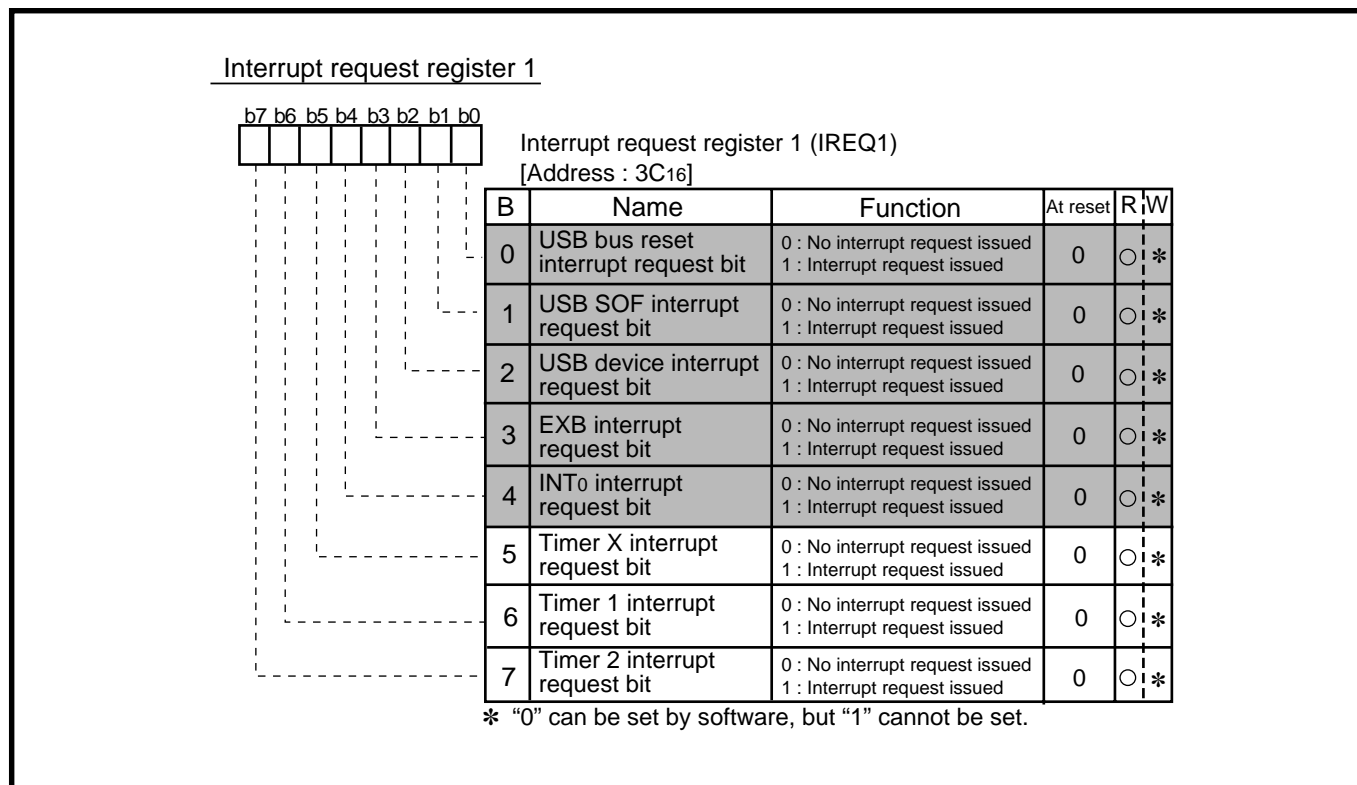 Interrupt request register 1
b7 b6 b5 b4 b3 b2 b1 b0
Interrupt request register 1 (IREQ1)
[Address : 3C16]
B Name Function At reset R W
0 USB bus reset interrupt request bit 0 : No interrupt request issued 1 : Interrupt request issued 0 ○ ✻
1 USB SOF interrupt request bit 0 : No interrupt request issued 1 : Interrupt request issued 0 ○ ✻
2 USB device interrupt request bit 0 : No interrupt request issued 1 : Interrupt request issued 0 ○ ✻
3 EXB interrupt request bit 0 : No interrupt request issued 1 : Interrupt request issued 0 ○ ✻
4 INT0 interrupt request bit 0 : No interrupt request issued 1 : Interrupt request issued 0 ○ ✻
5 Timer X interrupt request bit 0 : No interrupt request issued 1 : Interrupt request issued 0 ○ ✻
6 Timer 1 interrupt request bit 0 : No interrupt request issued 1 : Interrupt request issued 0 ○ ✻
7 Timer 2 interrupt request bit 0 : No interrupt request issued 1 : Interrupt request issued 0 ○ ✻
✻ “0” can be set by software, but “1” cannot be set.